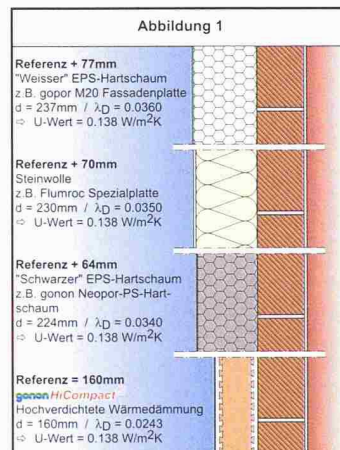 Abbildung 1
Referenz + 77mm
"Weisser" EPS-Hartschaum
z.B. gopor M20 Fassadenplatte
d = 237mm / λD = 0.0360
⇨ U-Wert = 0.138 W/m²K
Referenz + 70mm
Steinwolle
z.B. Flumroc Spezialplatte
d = 230mm / λD = 0.0350
⇨ U-Wert = 0.138 W/m²K
Referenz + 64mm
"Schwarzer" EPS-Hartschaum
z.B. gonon Neopor-PS-Hart-
schaum
d = 224mm / λD = 0.0340
⇨ U-Wert = 0.138 W/m²K
Referenz = 160mm
gonon HiCompact
Hochverdichtete Wärmedämmung
d = 160mm / λD = 0.0243
⇨ U-Wert = 0.138 W/m²K